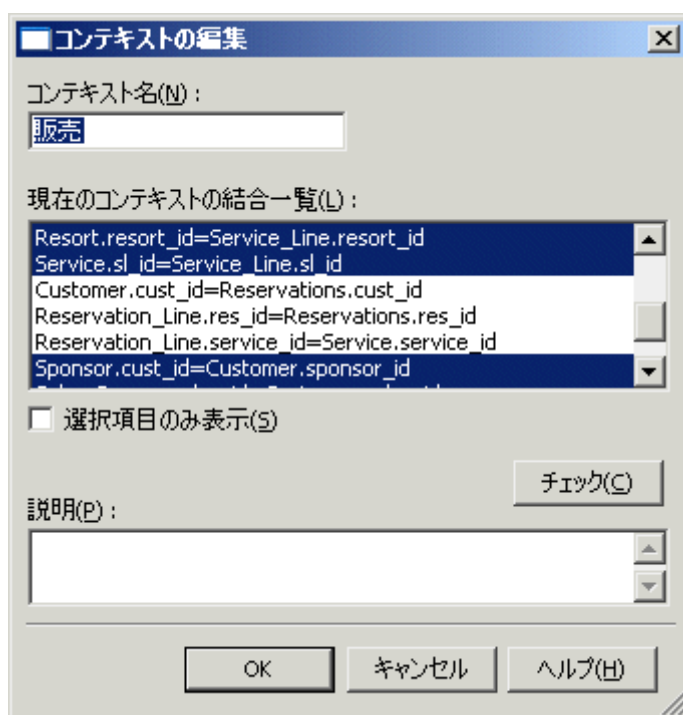 コンテキストの編集
コンテキスト名(N):
販売
現在のコンテキストの結合一覧(L):
Resort.resort_id=Service_Line.resort_id
Service.sl_id=Service_Line.sl_id
Customer.cust_id=Reservations.cust_id
Reservation_Line.res_id=Reservations.res_id
Reservation_Line.service_id=Service.service_id
Sponsor.cust_id=Customer.sponsor_id
選択項目のみ表示(S)
チェック(C)
説明(P):
OK
キャンセル
ヘルプ(H)